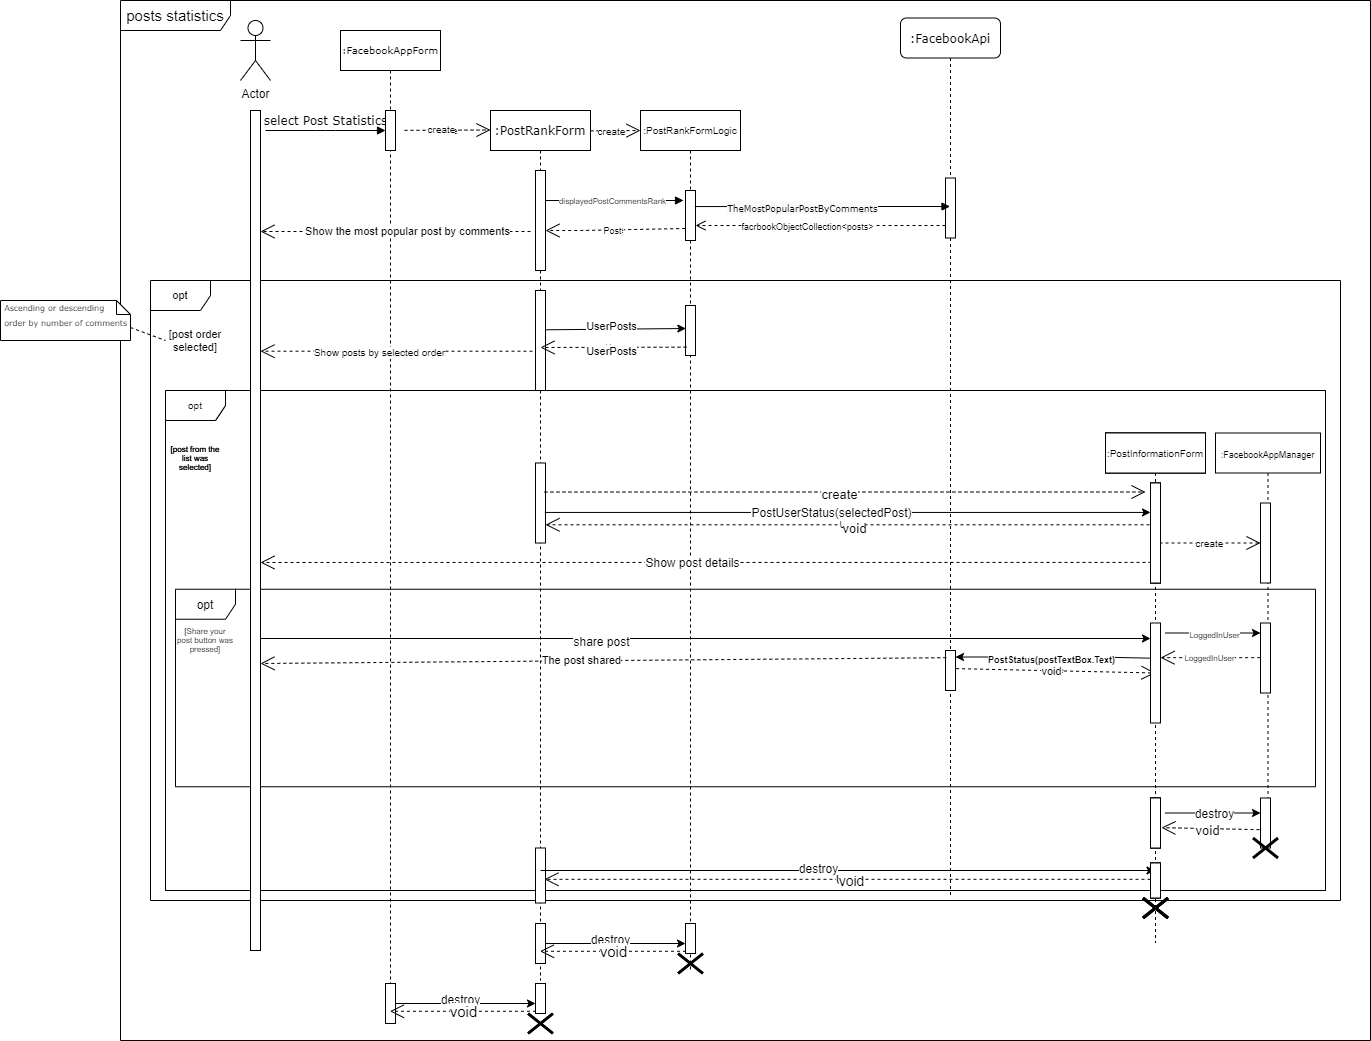 posts statistics
:FacebookAppForm
:FacebookApi
Actor
select Post Statistics
create
:PostRankForm
create
:PostRankFormLogic
displayedPostCommentsRank
TheMostPopularPostByComments
facrbookObjectCollection<posts>
Post
Show the most popular post by comments
opt
Ascending or descending
order by number of comments
[post order
selected]
UserPosts
UserPosts
Show posts by selected order
opt
[post from the
list was
selected]
:PostInformationForm
:FacebookAppManager
create
PostUserStatus(selectedPost)
void
create
Show post details
opt
[Share your
post button was
pressed]
share post
LoggedInUser
The post shared
PostStatus(postTextBox.Text)
LoggedInUser
void
destroy
void
destroy
void
destroy
void
destroy
void